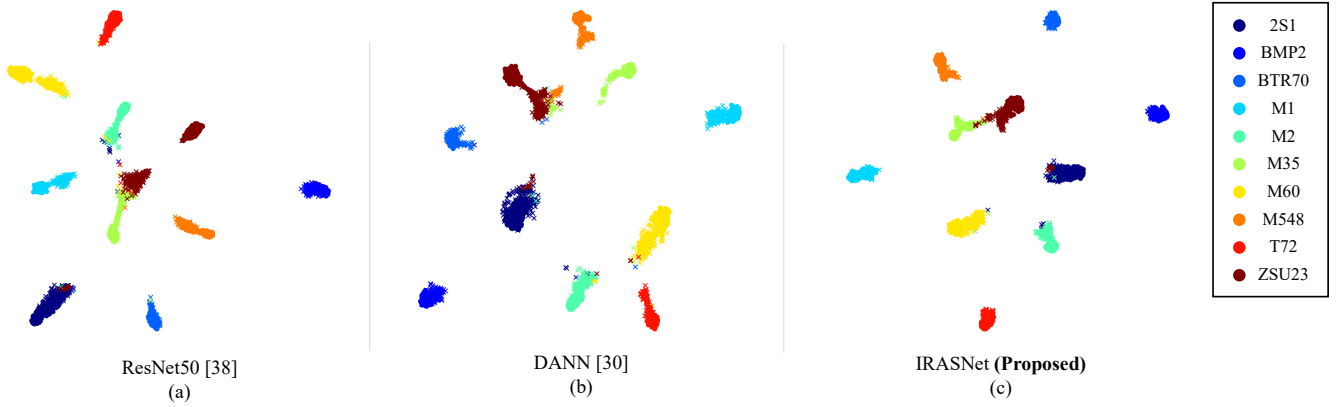 2S1
BMP2
BTR70
M1
M2
M35
M60
M548
T72
ZSU23
ResNet50 [38]
(a)
DANN [30]
(b)
IRASNet (Proposed)
(c)